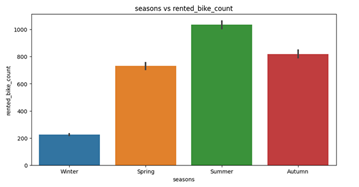 seasons vs rented_bike_count
rented_bike_count
1000
800
600
400
200
0
Winter Spring Summer Autumn
seasons